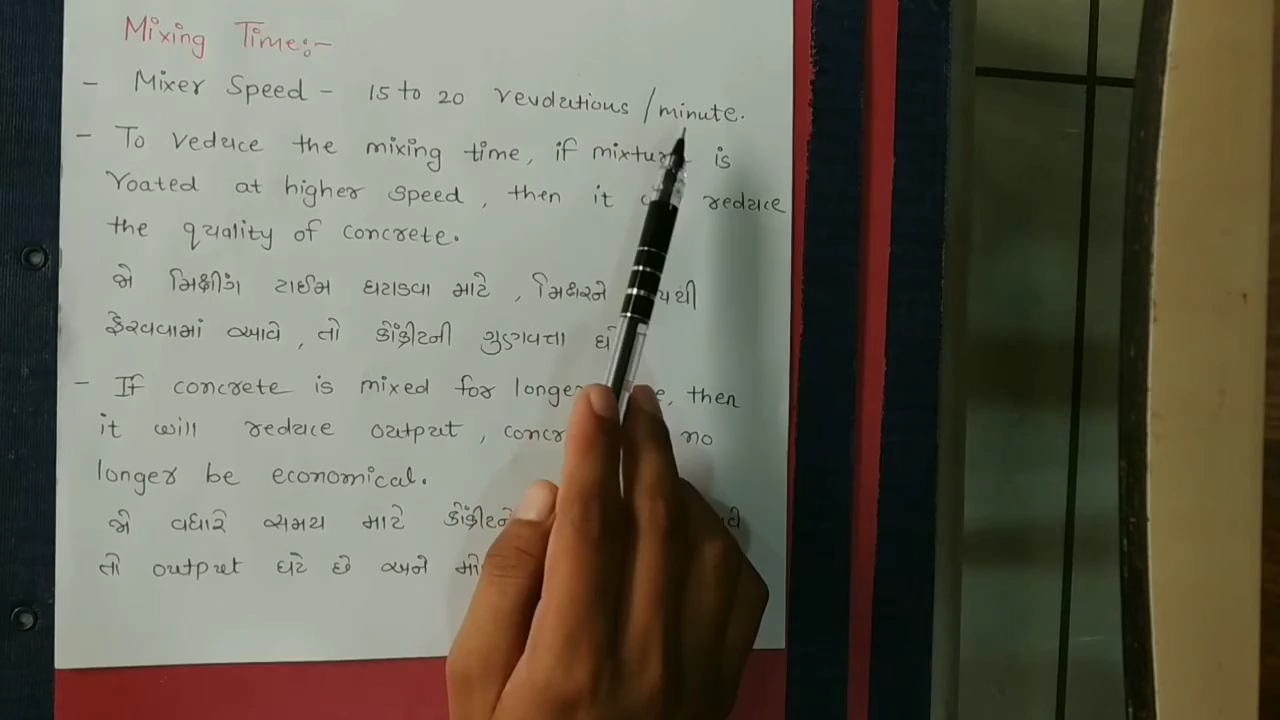 Mixing Time:-
- Mixer Speed - 15 to 20 revolutions /minute.
- To reduce the mixing time, if mixture is
roated at higher speed, then it reduce
the quality of concrete.
જો મિક્ષીંગ ટાઈમ ઘટાડવા માટે, મિક્ષરને
ફેરવવામાં આવે, તો કોંક્રીટની ગુણવત્તા
- If concrete is mixed for longer then
it will reduce output, no
longer be economical.
જો વધારે સમય માટે કોંક્રીટને
તો output ઘટે છે અને